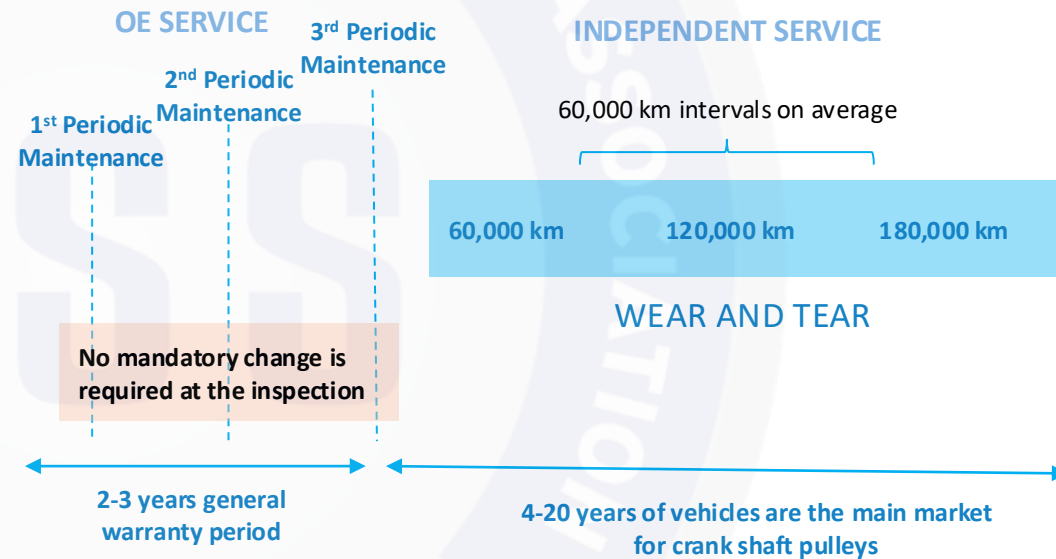 OE SERVICE
1st Periodic
Maintenance
2nd Periodic
Maintenance
3rd Periodic
Maintenance
No mandatory change is
required at the inspection
2-3 years general
warranty period
INDEPENDENT SERVICE
60,000 km intervals on average
60,000 km
120,000 km
180,000 km
WEAR AND TEAR
4-20 years of vehicles are the main market
for crank shaft pulleys
SS
ASSOCIATION